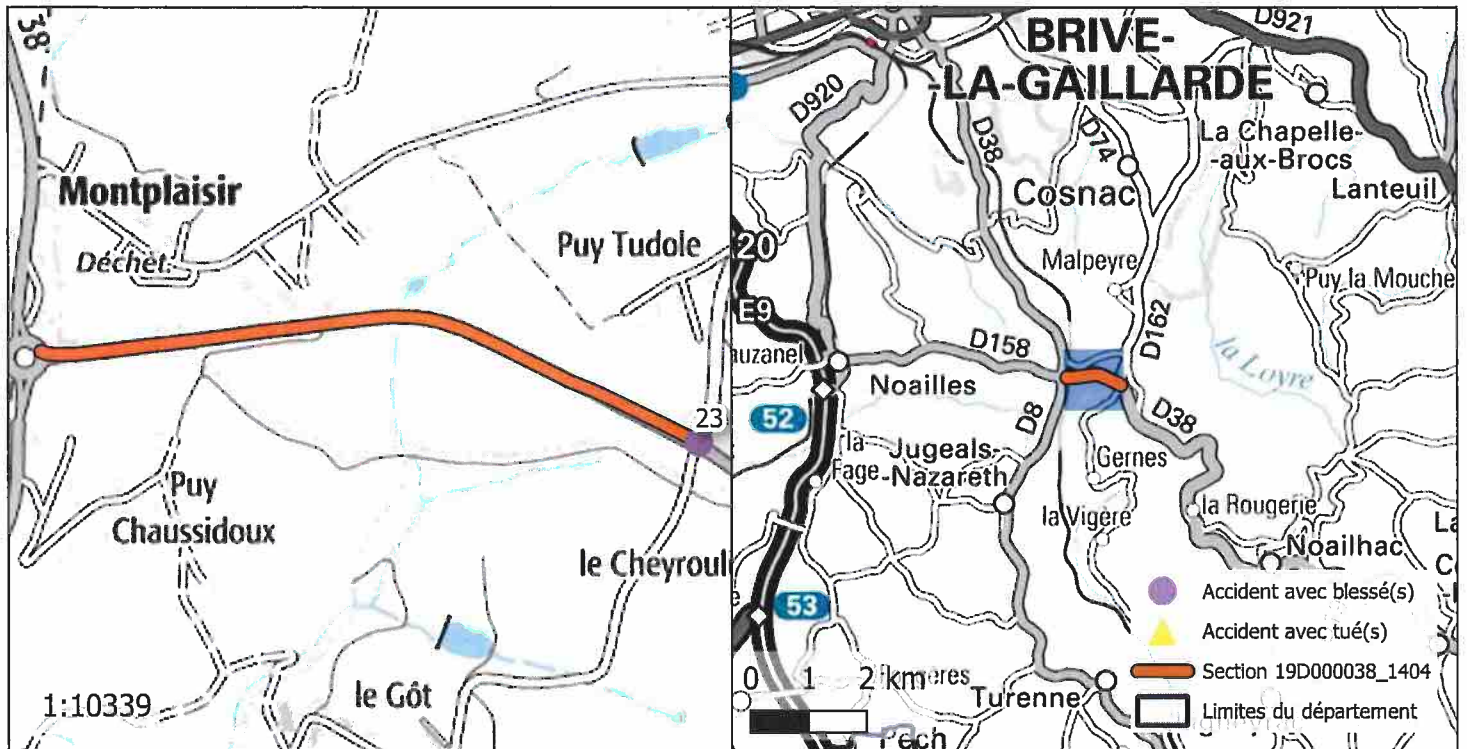 38
Montplaisir
Déchet.
Puy Tudole
23
Puy
Chaussidoux
le Cheyroul
le Gôt
1:10339
BRIVE-
-LA-GAILLARDE
D921
D920
D38
D74
La Chapelle-
-aux-Brocs
Lanteuil
Cosnac
20
Malpeyre
Puy la Mouche
E9
D162
auzanel
D158
la Loyre
Noailles
52
D8
D38
la
Fage
Jugeals-
-Nazareth
Gernes
la Vigère
la Rougerie
Noailhac
53
Turenne
0 1 2 km
Accident avec blessé(s)
Accident avec tué(s)
Section 19D000038_1404
Limites du département